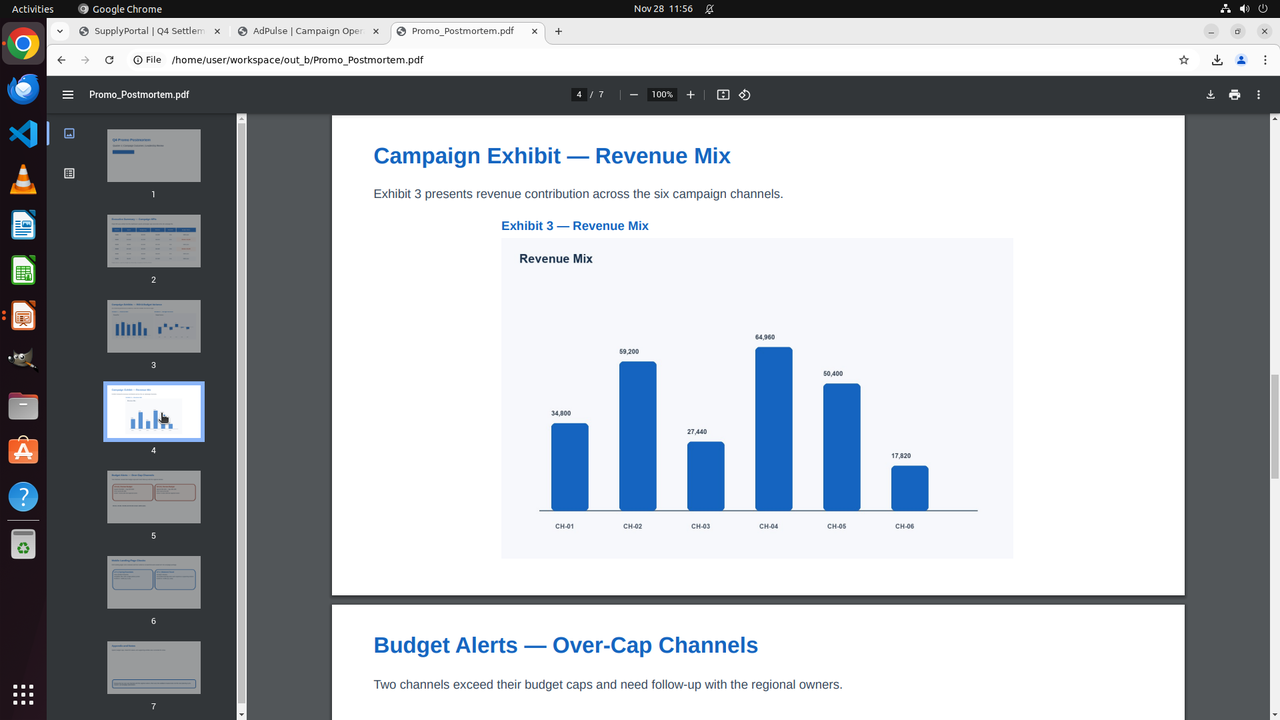 Activities
Google Chrome
Nov 28 11:56
SupplyPortal | Q4 Settlem
AdPulse | Campaign Oper
Promo_Postmortem.pdf
File
/home/user/workspace/out_b/Promo_Postmortem.pdf
Promo_Postmortem.pdf
4 / 7
100%
1
2
3
4
5
6
7
Campaign Exhibit — Revenue Mix
Exhibit 3 presents revenue contribution across the six campaign channels.
Exhibit 3 — Revenue Mix
Revenue Mix
34,800
59,200
27,440
64,960
50,400
17,820
CH-01
CH-02
CH-03
CH-04
CH-05
CH-06
Budget Alerts — Over-Cap Channels
Two channels exceed their budget caps and need follow-up with the regional owners.